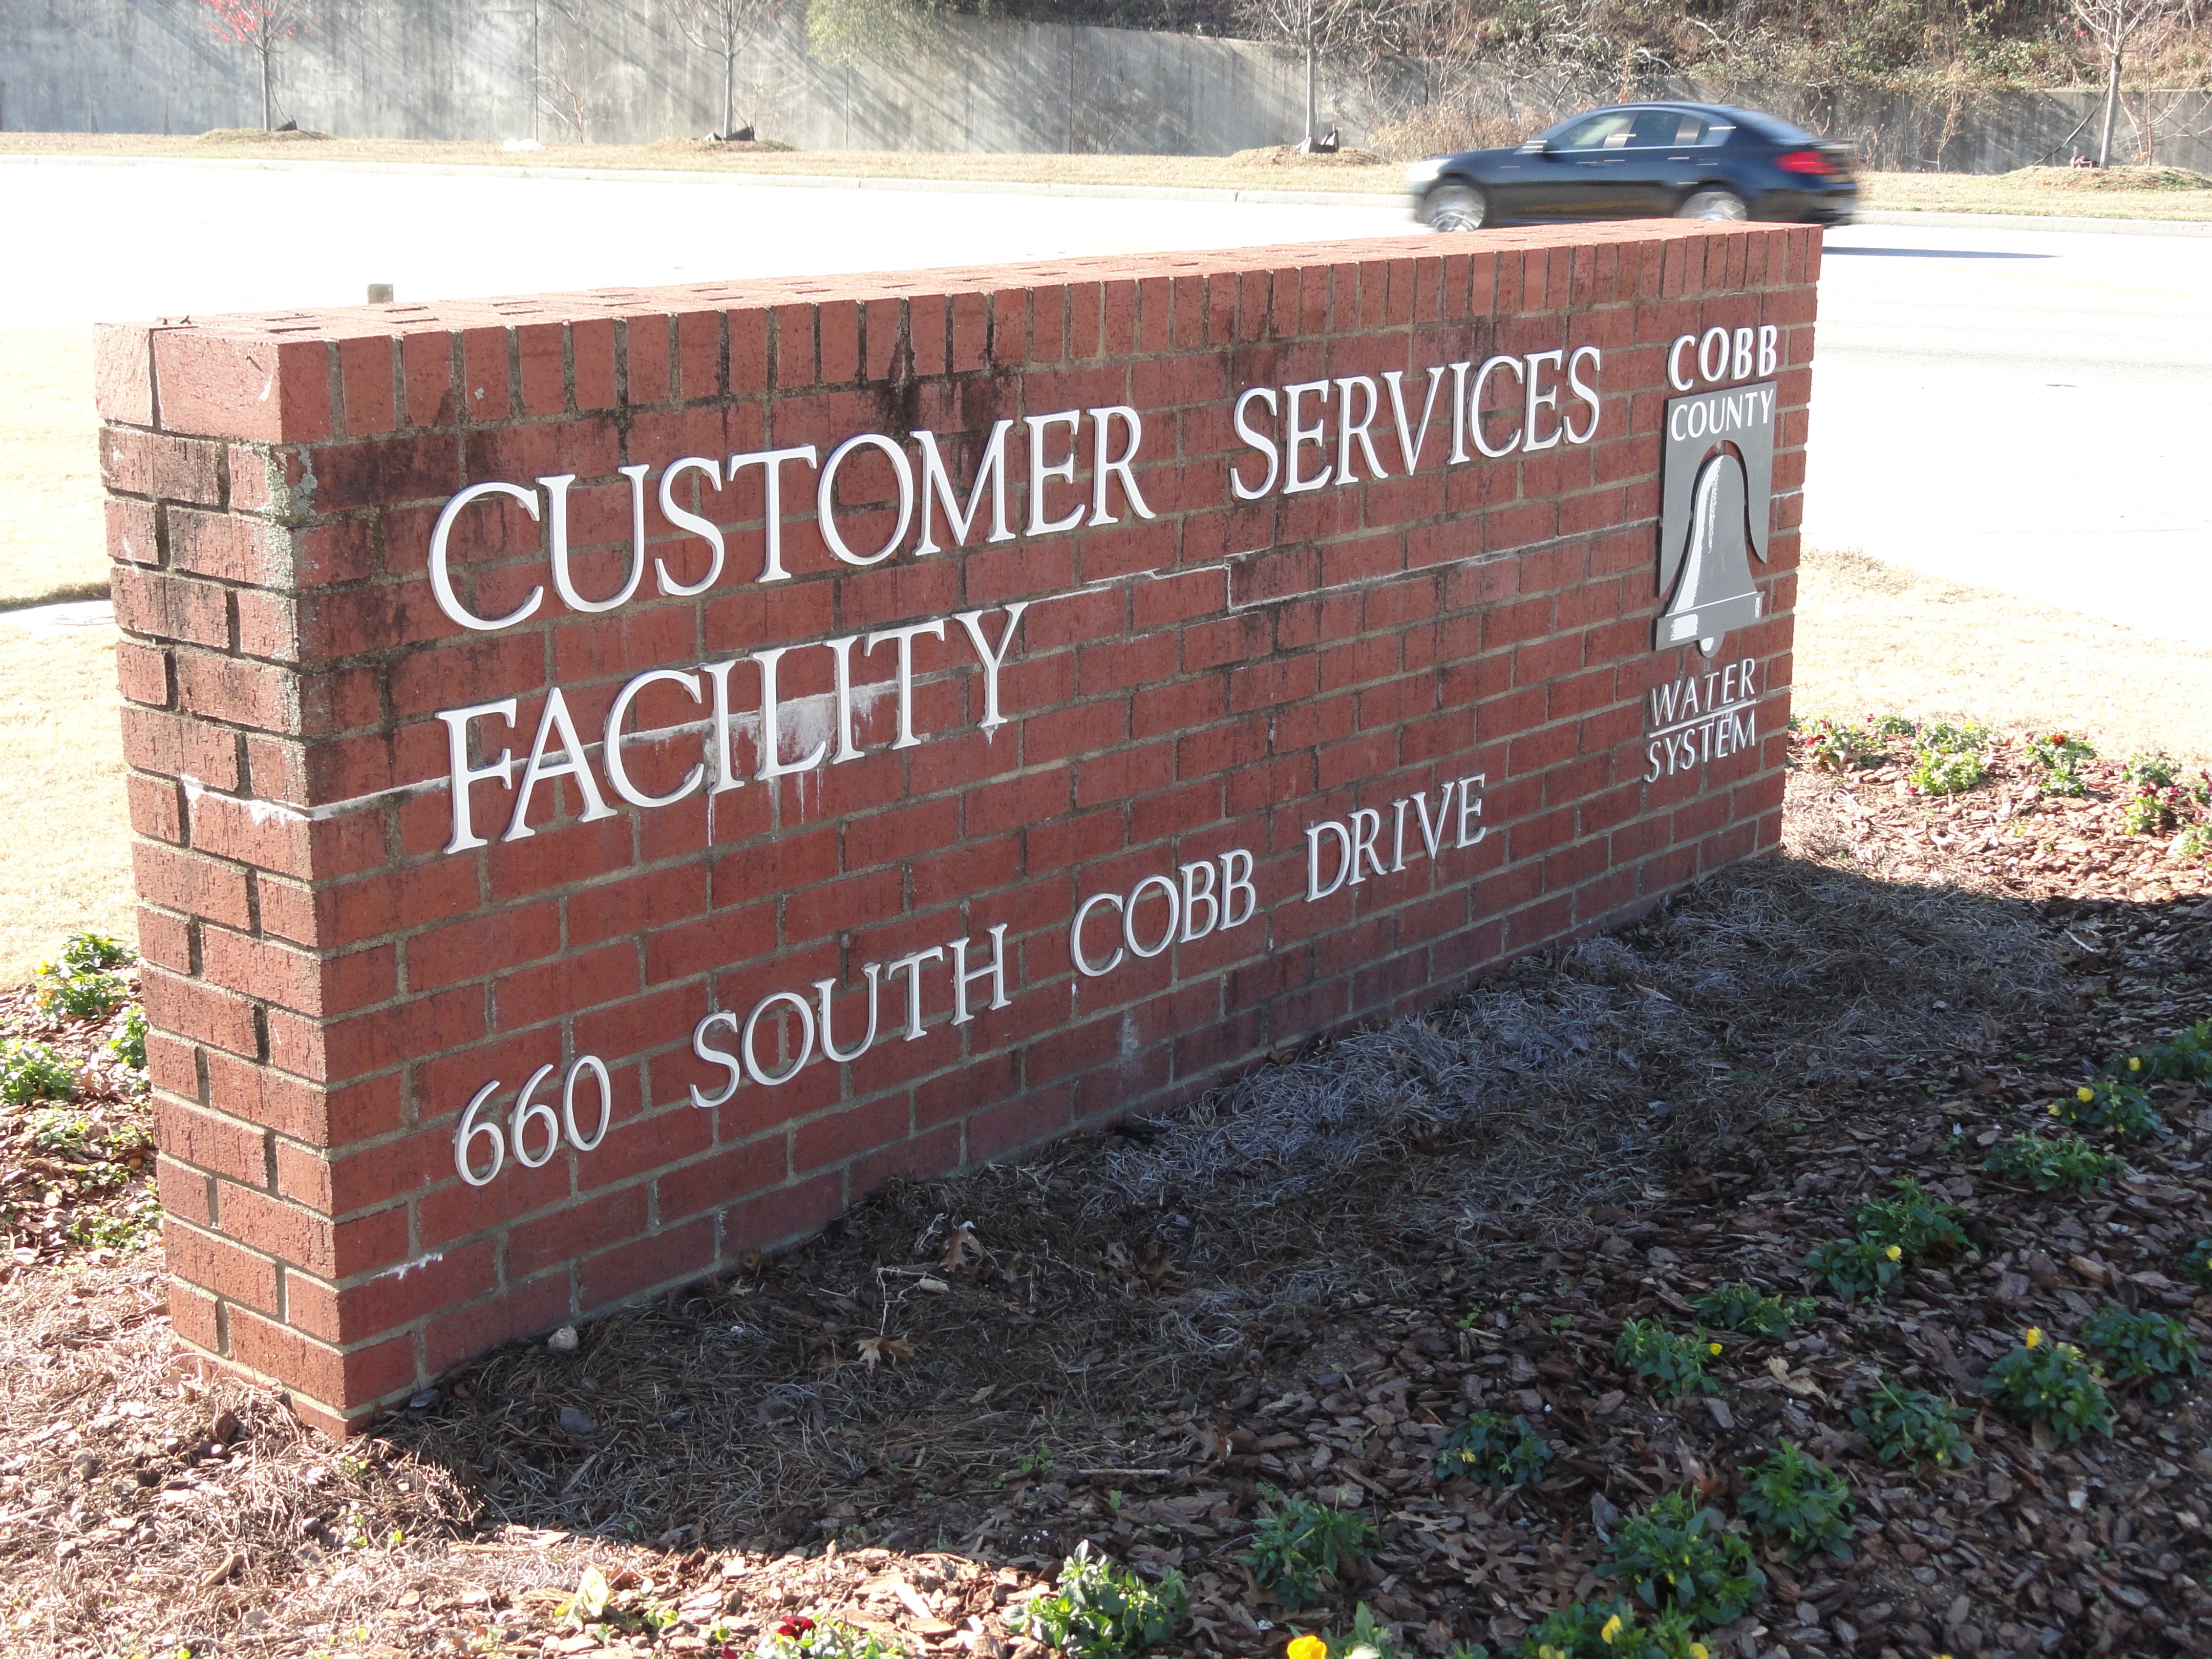 CUSTOMER SERVICES
FACILITY
660 SOUTH COBB DRIVE
COBB
COUNTY
WATER
SYSTEM